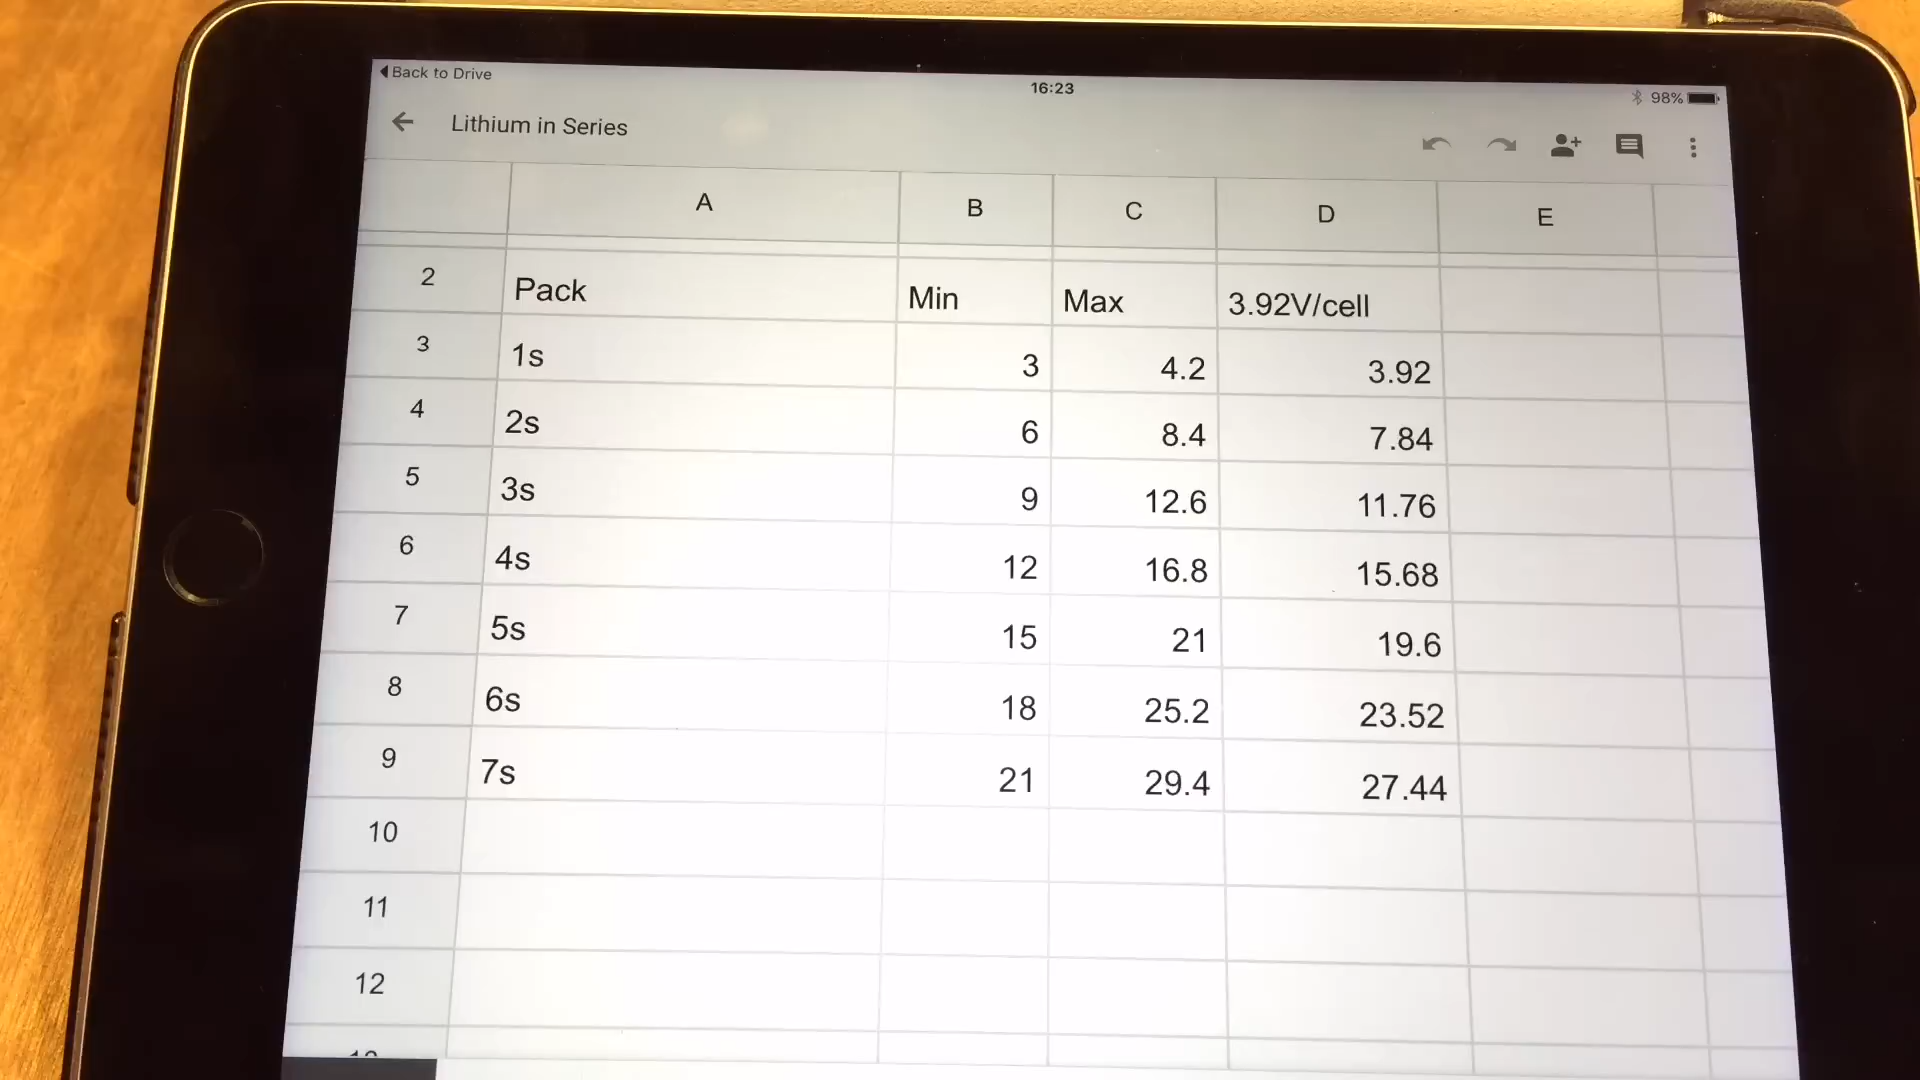 Back to Drive
16:23
98%
Lithium in Series
A B C D E
2 Pack Min Max 3.92V/cell
3 1s 3 4.2 3.92
4 2s 6 8.4 7.84
5 3s 9 12.6 11.76
6 4s 12 16.8 15.68
7 5s 15 21 19.6
8 6s 18 25.2 23.52
9 7s 21 29.4 27.44
10
11
12